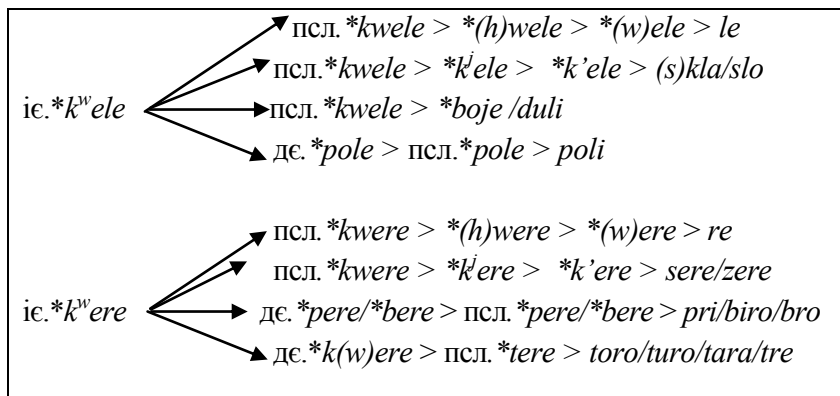 псл.*kwele > *(h)wele > *(w)ele > le
псл.*kwele > *kʲele > *k’ele > (s)kla/slo
іє.*kʷele
псл.*kwele > *boje /duli
дє.*pole > псл.*pole > poli
псл.*kwere > *(h)were > *(w)ere > re
псл.*kwere > *kʲere > *k’ere > sere/zere
іє.*kʷere
дє.*pere/*bere > псл.*pere/*bere > pri/biro/bro
дє.*k(w)ere > псл.*tere > toro/turo/tara/tre